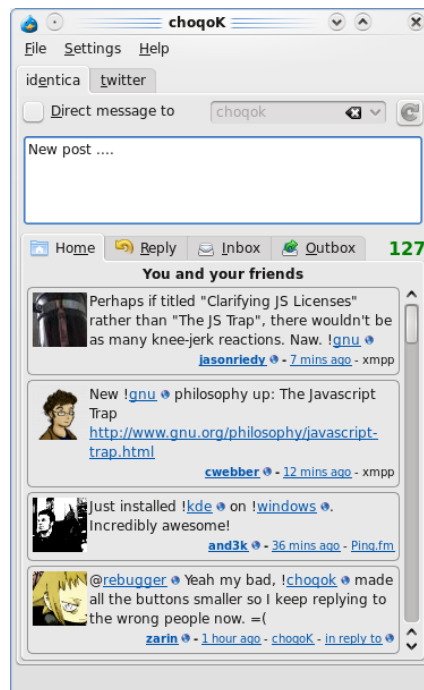 choqoK
File Settings Help
identica twitter
Direct message to choqok
New post ....
Home Reply Inbox Outbox 127
You and your friends
Perhaps if titled "Clarifying JS Licenses"
rather than "The JS Trap", there wouldn't be
as many knee-jerk reactions. Naw. !gnu
jasonriedy - 7 mins ago - xmpp
New !gnu philosophy up: The Javascript
Trap
http://www.gnu.org/philosophy/javascript-
trap.html
cwebber - 12 mins ago - xmpp
Just installed !kde on !windows .
Incredibly awesome!
and3k - 36 mins ago - Ping.fm
@rebugger Yeah my bad, !choqok made
all the buttons smaller so I keep replying to
the wrong people now. =(
zarin - 1 hour ago - choqoK - in reply to